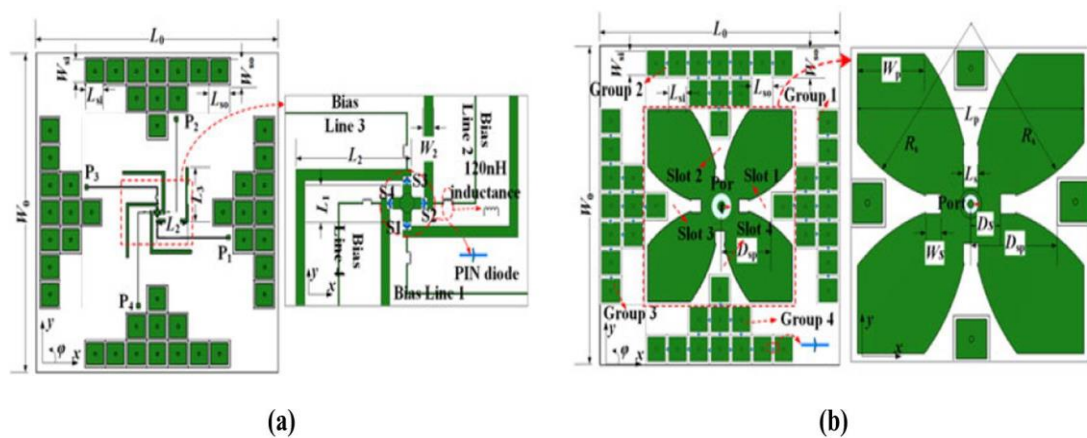 L₀
Wsi
Wso
Lsi
Lso
P₂
P₃
L₃
L₂
P₁
P₄
W₀
y
φ
x
Bias
Line 3
L₂
W₂
Bias
Line 2
120nH
inductance
S3
S4
S2
S1
L₁
Bias
Line 4
PIN diode
Bias Line 1
y
x
(a)
L₀
Wsi
Wso
Group 2
Lsi
Lso
Group 1
Slot 2
Slot 1
Por
Slot 3
Slot 4
Dsp
W₀
Group 3
Group 4
y
φ
x
Wp
Lp
Rs
Rs
Ls
Port
Ds
Dsp
Ws
y
x
(b)